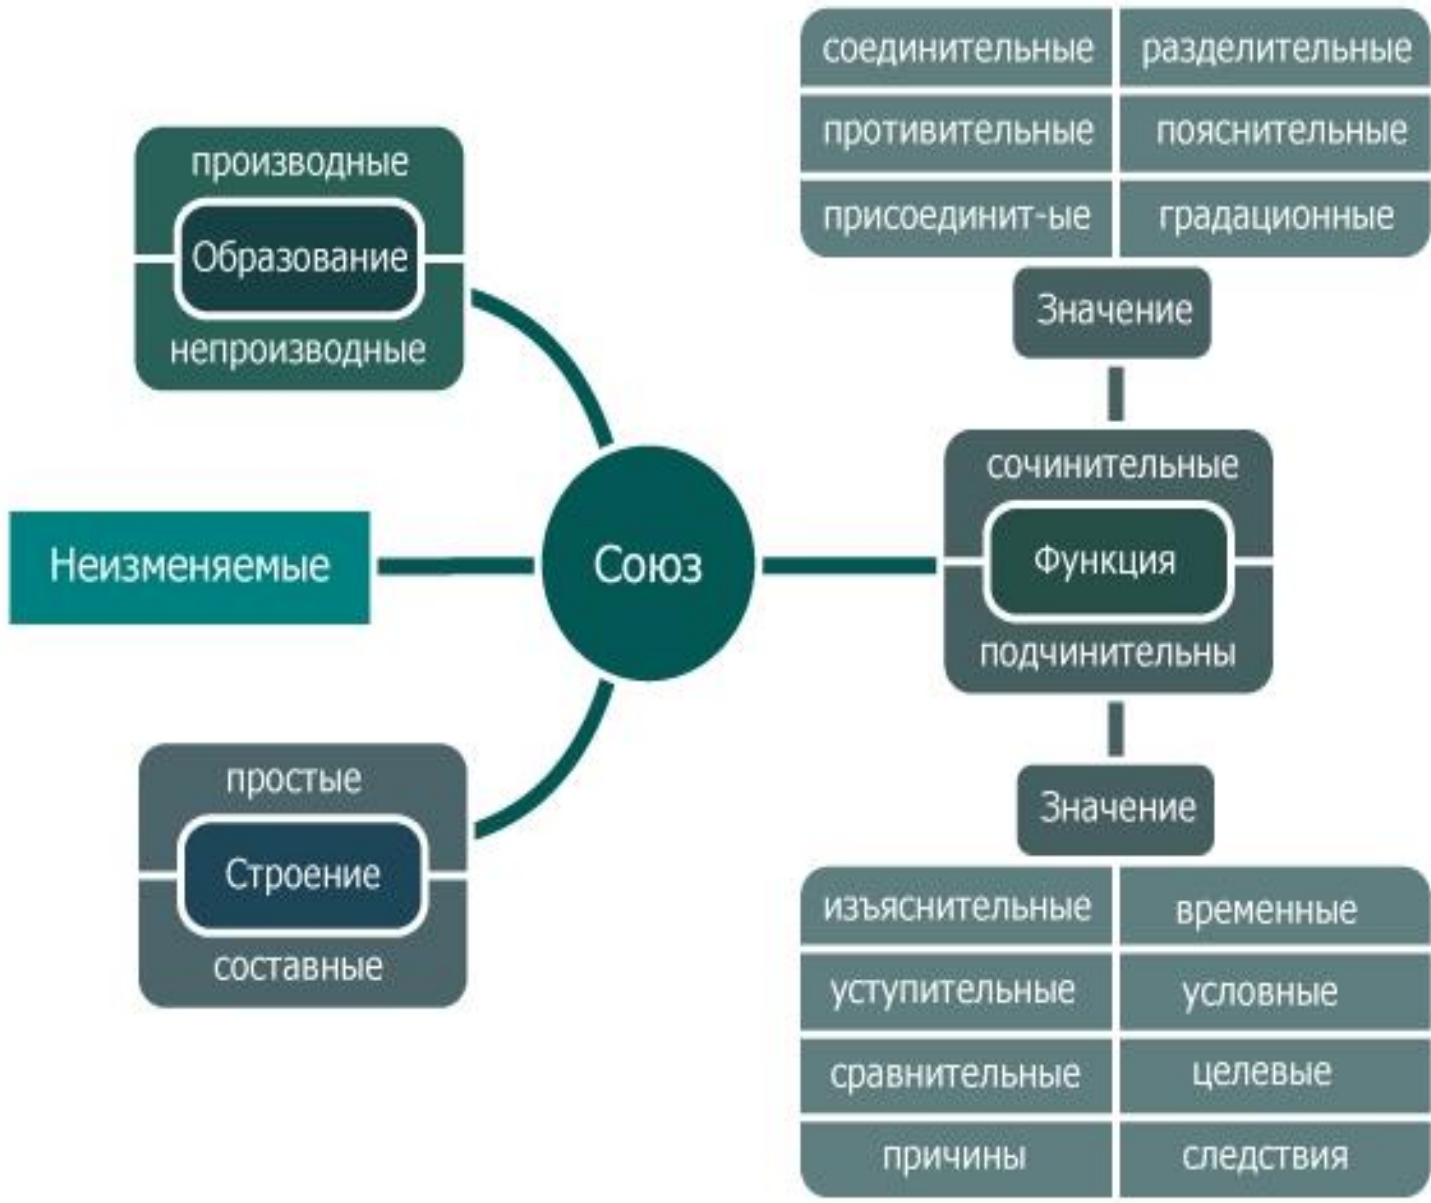 соединительные
разделительные
противительные
пояснительные
присоединит-ые
градационные
Значение
производные
Образование
непроизводные
сочинительные
Функция
подчинительны
Неизменяемые
Союз
простые
Строение
составные
Значение
изъяснительные
временные
уступительные
условные
сравнительные
целевые
причины
следствия